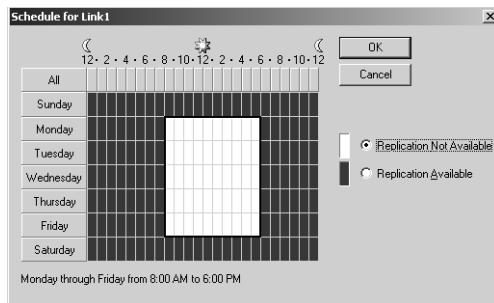 Schedule for Link1
12 · 2 · 4 · 6 · 8 · 10 · 12 · 2 · 4 · 6 · 8 · 10 · 12
All
Sunday
Monday
Tuesday
Wednesday
Thursday
Friday
Saturday
Monday through Friday from 8:00 AM to 6:00 PM
OK
Cancel
Replication Not Available
Replication Available